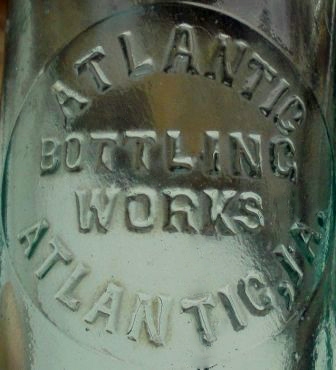 ATLANTIC
BOTTLING
WORKS
ATLANTIC, IA.